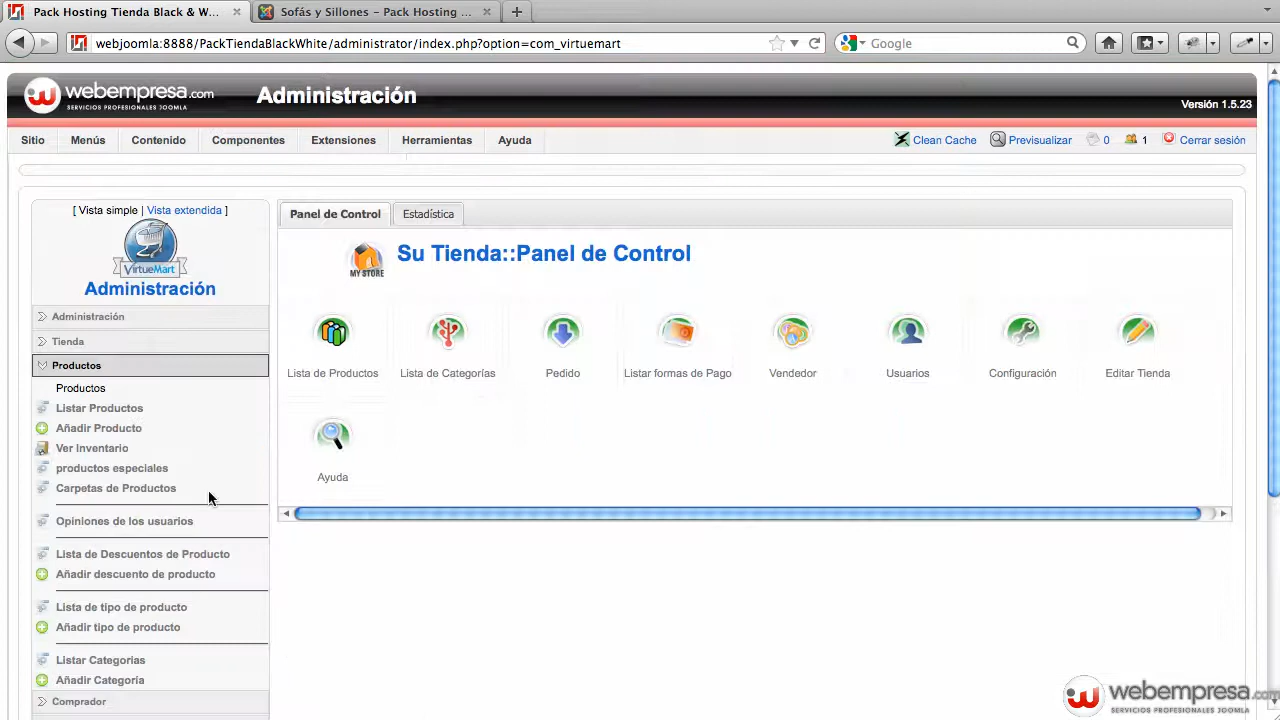 Pack Hosting Tienda Black & W...
Sofás y Sillones - Pack Hosting ...
webjoomla:8888/PackTiendaBlackWhite/administrator/index.php?option=com_virtuemart
Google
webempresa.com
SERVICIOS PROFESIONALES JOOMLA
Administración
Versión 1.5.23
Sitio Menús Contenido Componentes Extensiones Herramientas Ayuda Clean Cache Previsualizar 0 1 Cerrar sesión
[ Vista simple | Vista extendida ]
VirtueMart
Administración
Administración
Tienda
Productos
Productos
Listar Productos
Añadir Producto
Ver Inventario
productos especiales
Carpetas de Productos
Opiniones de los usuarios
Lista de Descuentos de Producto
Añadir descuento de producto
Lista de tipo de producto
Añadir tipo de producto
Listar Categorias
Añadir Categoría
Comprador
Panel de Control Estadística
MY STORE
Su Tienda::Panel de Control
Lista de Productos Lista de Categorías Pedido Listar formas de Pago Vendedor Usuarios Configuración Editar Tienda
Ayuda
webempresa.com
SERVICIOS PROFESIONALES JOOMLA